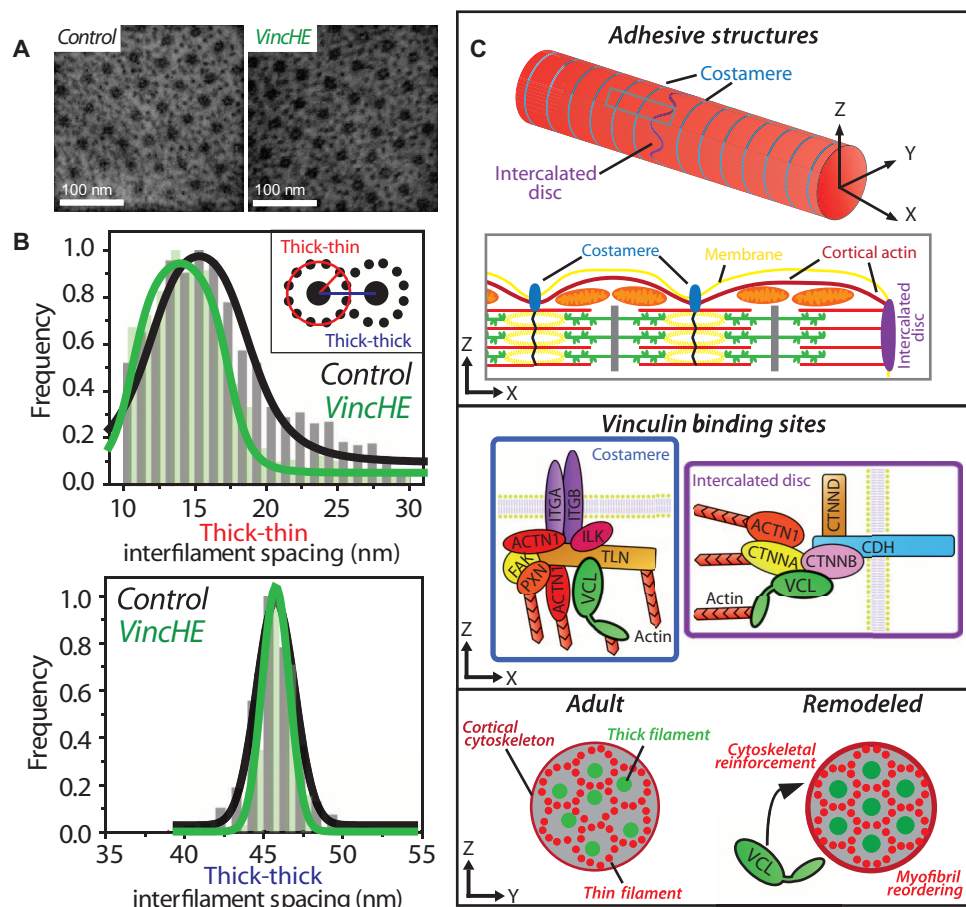 A
Control
VincHE
100 nm
100 nm
B
Frequency
1.0
0.8
0.6
0.4
0.2
0.0
Thick-thin
Thick-thick
Control
VincHE
10 15 20 25 30
Thick-thin
interfilament spacing (nm)
Frequency
1.0
0.8
0.6
0.4
0.2
0.0
Control
VincHE
35 40 45 50 55
Thick-thick
interfilament spacing (nm)
C
Adhesive structures
Costamere
Intercalated
disc
Z
Y
X
Costamere
Membrane
Cortical actin
Intercalated
disc
Z
X
Vinculin binding sites
Costamere
ITGA
ITGB
ACTN1
ILK
FAK
TLN
PXN
ACTN1
VCL
Actin
Intercalated disc
CTNND
ACTN1
CDH
CTNNA
CTNNB
VCL
Actin
Z
X
Adult
Remodeled
Cortical
cytoskeleton
Thick filament
Thin filament
Cytoskeletal
reinforcement
VCL
Myofibril
reordering
Z
Y